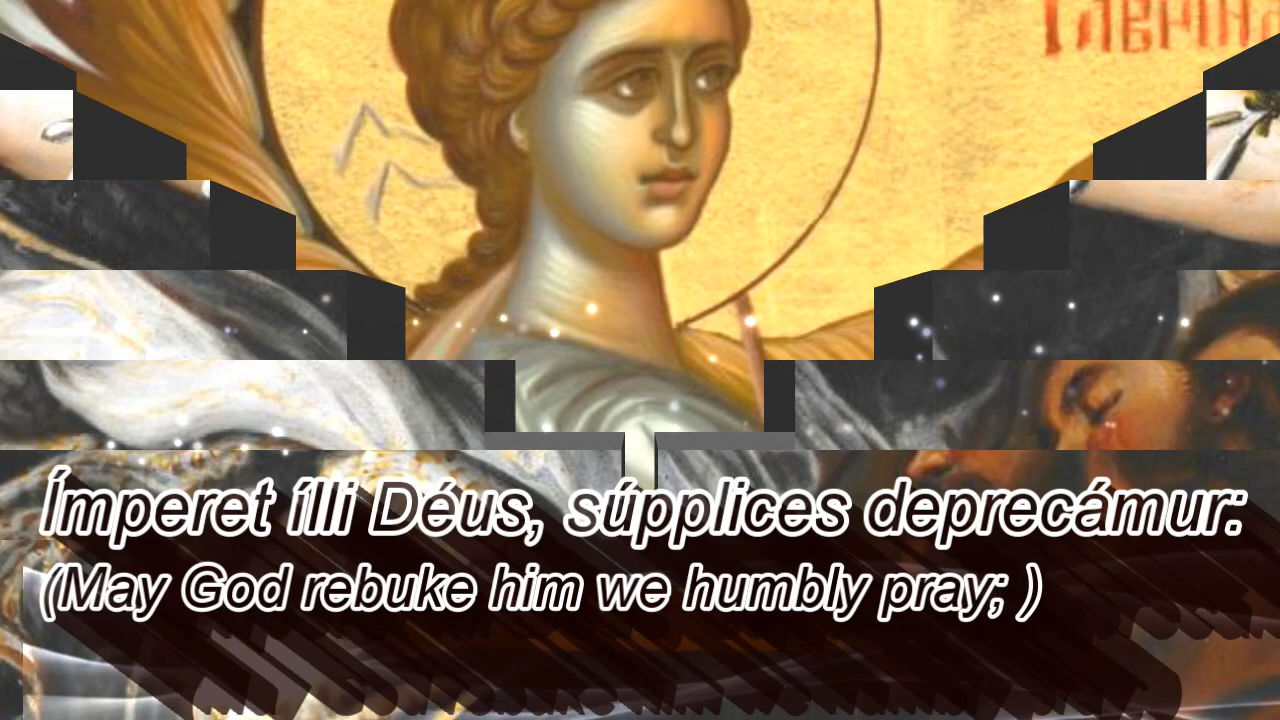 Ímperet ílli Déus, súpplices deprecámur:
(May God rebuke him we humbly pray; )